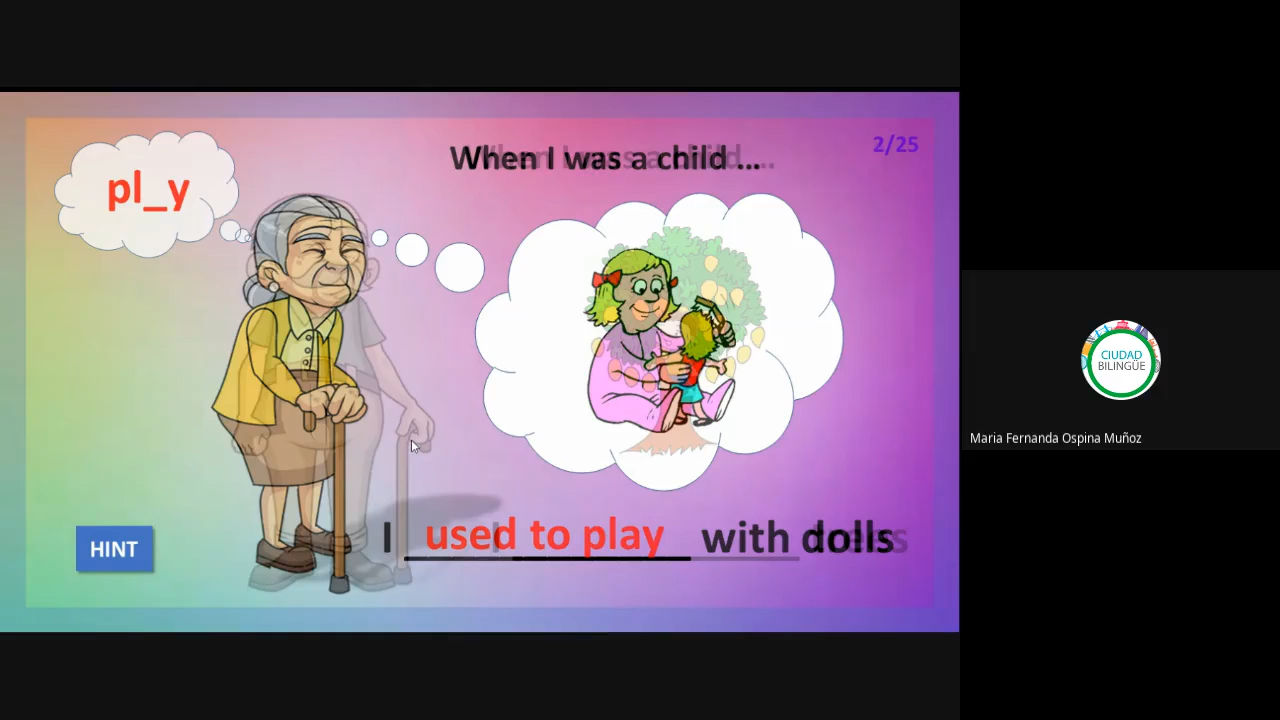 When I was a child ...
2/25
pl_y
HINT
I used to play with dolls
CIUDAD
BILINGÜE
Maria Fernanda Ospina Muñoz